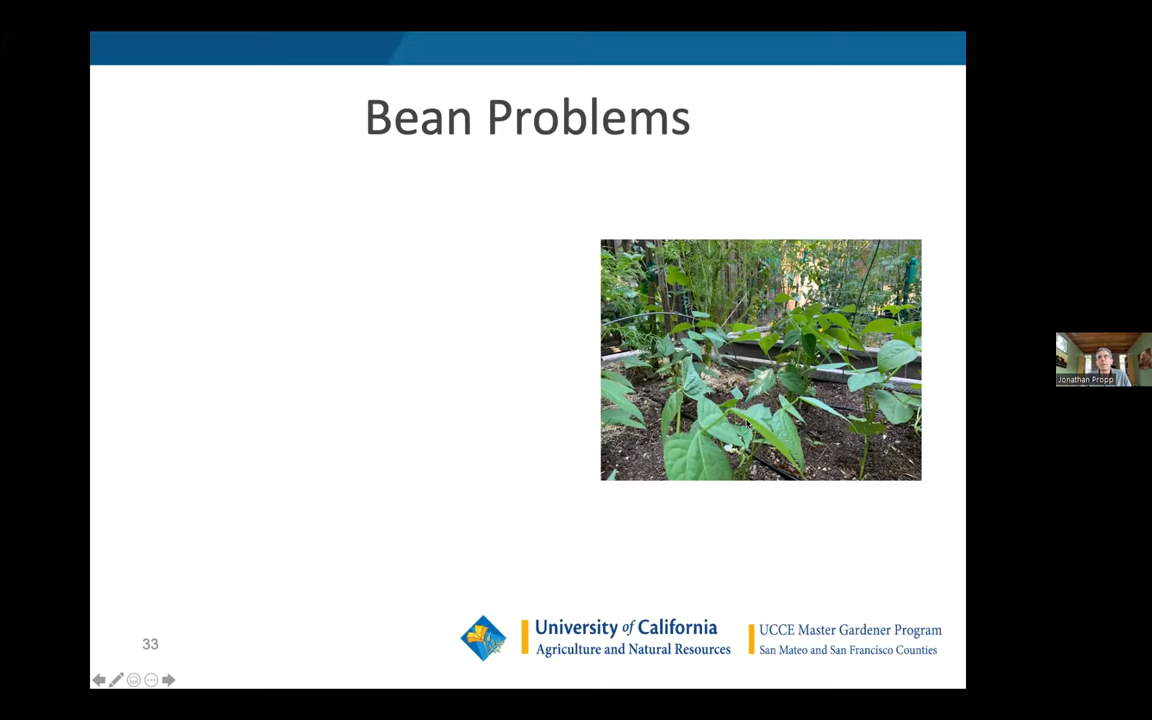 Bean Problems
Jonathan Propp
University of California
Agriculture and Natural Resources
UCCE Master Gardener Program
San Mateo and San Francisco Counties
33